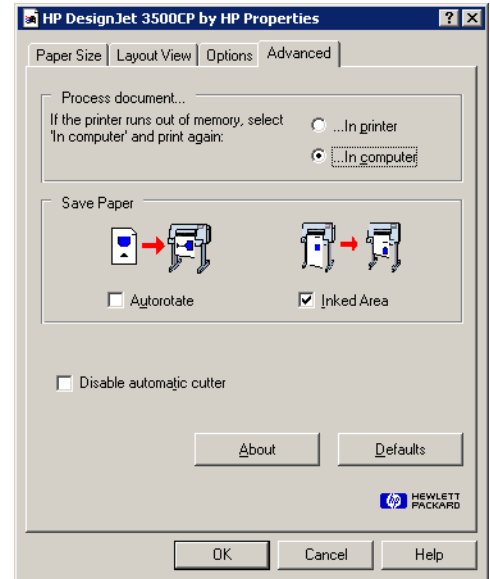 HP DesignJet 3500CP by HP Properties
Paper Size Layout View Options Advanced
Process document...
If the printer runs out of memory, select
'In computer' and print again:
...In printer
...In computer
Save Paper
Autorotate
Inked Area
Disable automatic cutter
About
Defaults
hp HEWLETT
PACKARD
OK Cancel Help